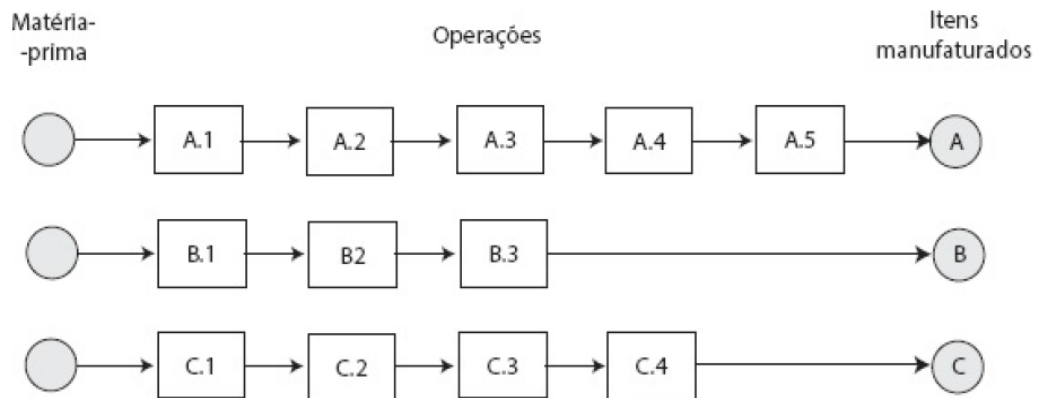 Matéria-
-prima
Operações
Itens
manufaturados
A.1 A.2 A.3 A.4 A.5 A
B.1 B2 B.3 B
C.1 C.2 C.3 C.4 C